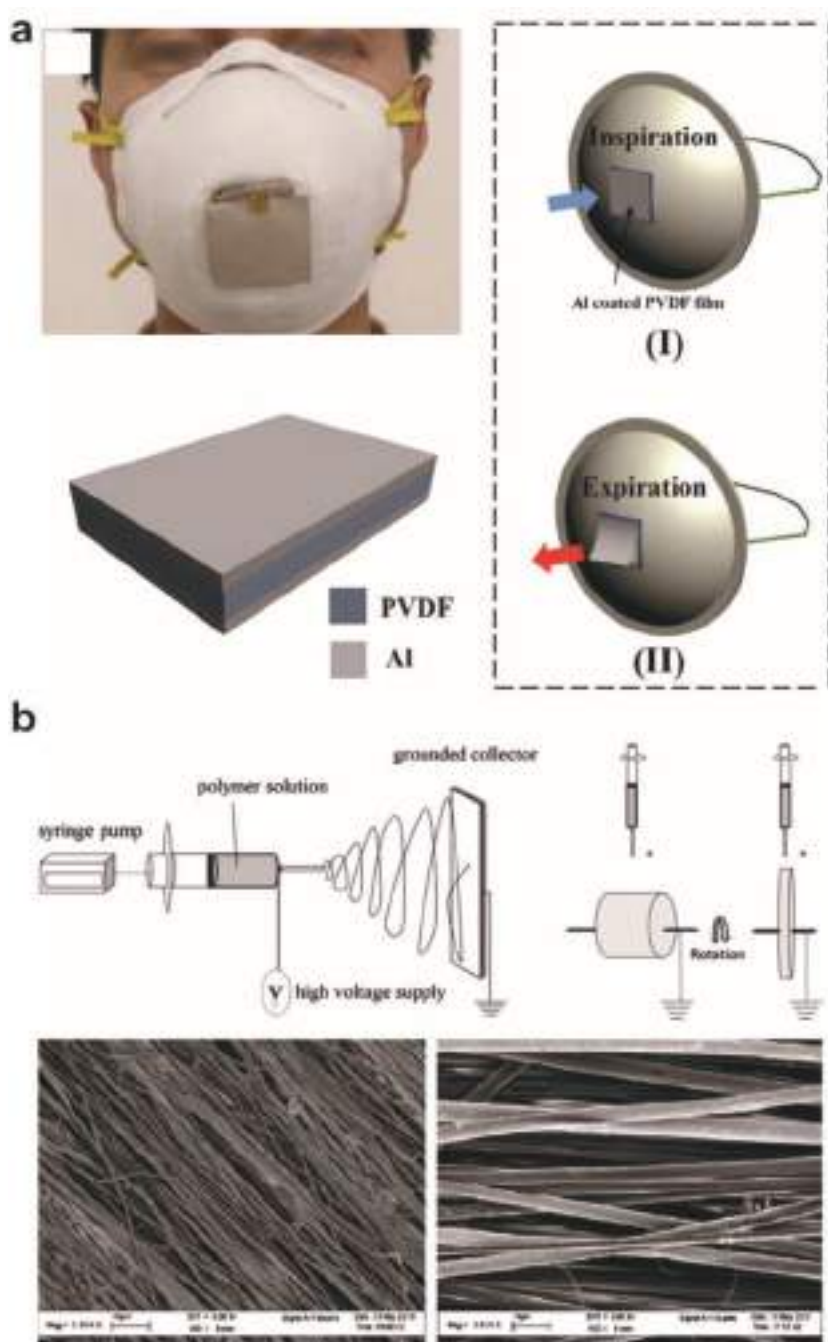 a
Inspiration
Al coated PVDF film
(I)
Expiration
PVDF
Al
(II)
b
grounded collector
polymer solution
syringe pump
Rotation
V
high voltage supply